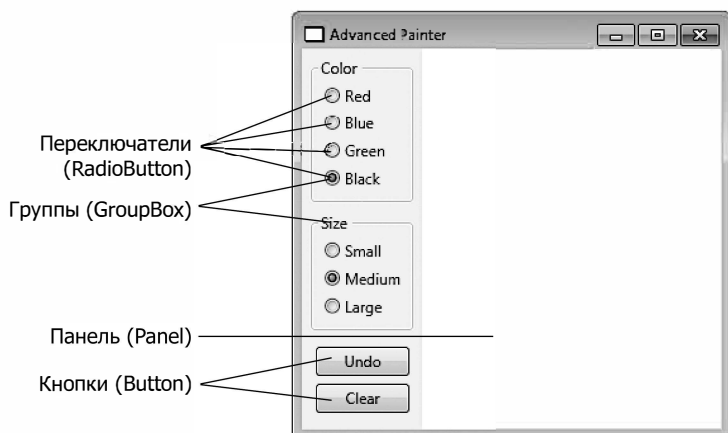 Advanced Painter
Color
Red
Blue
Green
Black
Переключатели
(RadioButton)
Группы (GroupBox)
Size
Small
Medium
Large
Панель (Panel)
Undo
Кнопки (Button)
Clear